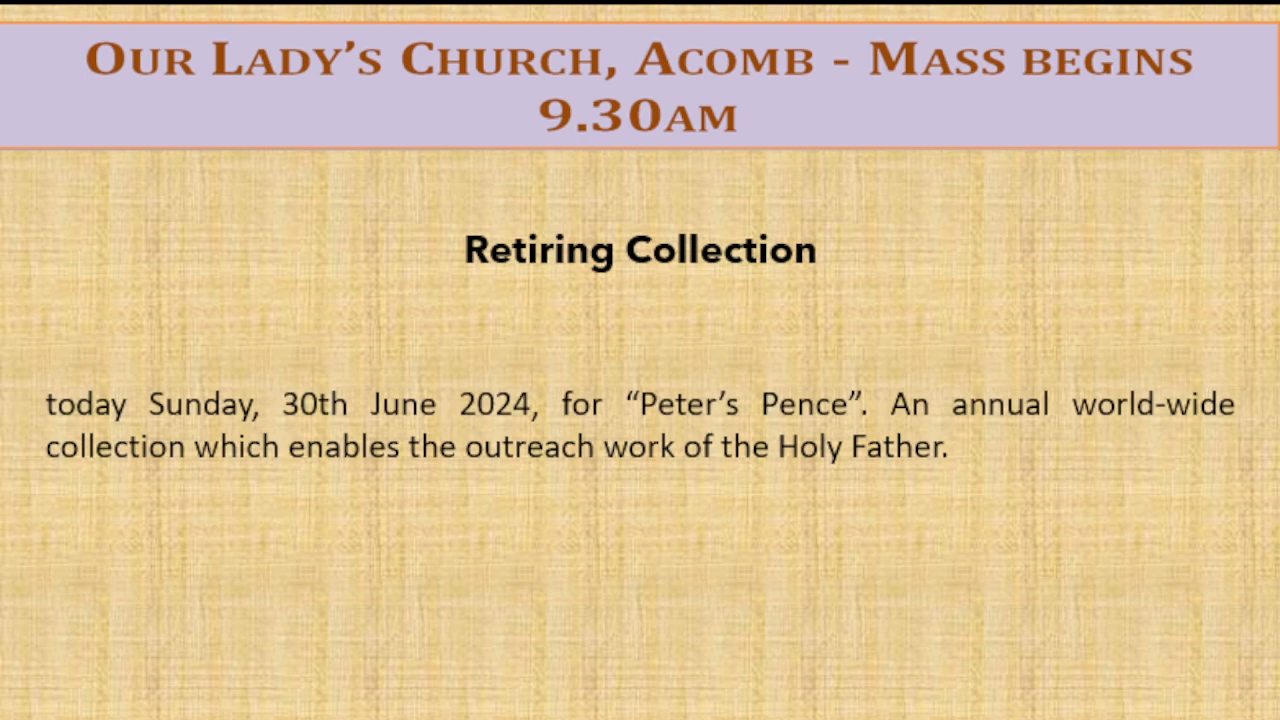 Our Lady’s Church, Acomb - Mass begins
9.30am
Retiring Collection
today Sunday, 30th June 2024, for “Peter’s Pence”. An annual world-wide
collection which enables the outreach work of the Holy Father.